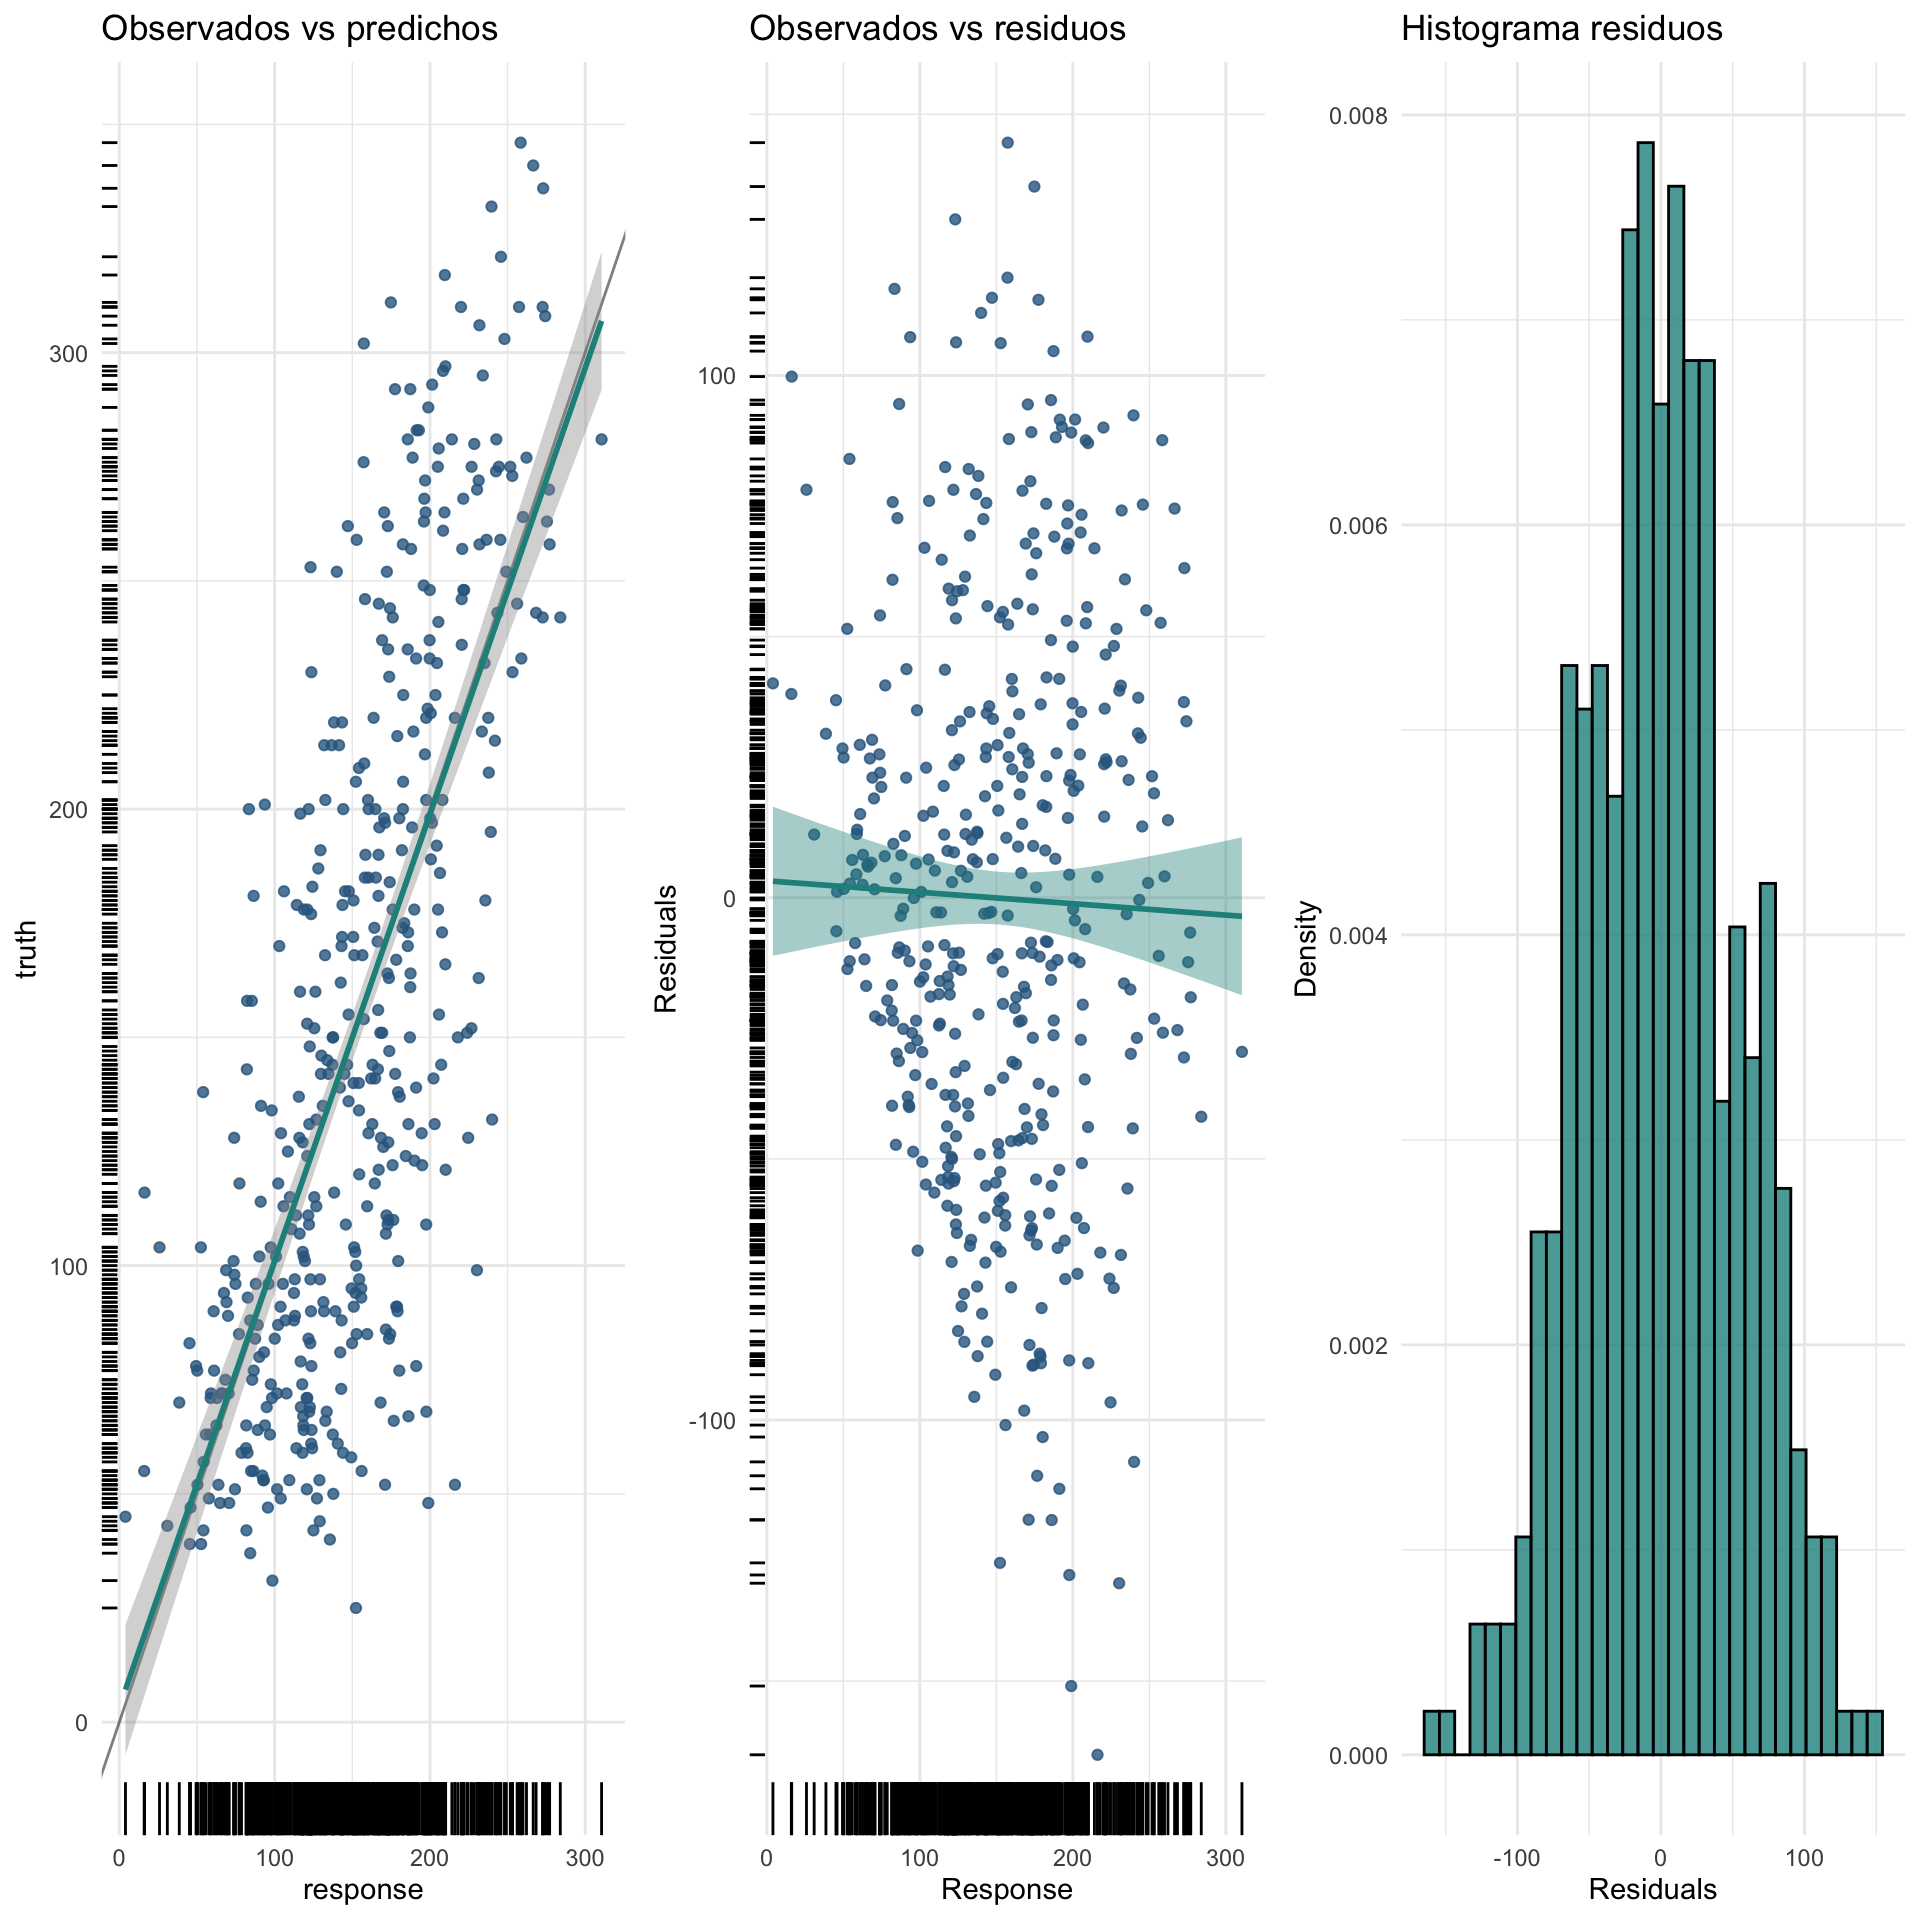 Observados vs predichos
truth
300
200
100
0
0 100 200 300
response
Observados vs residuos
Residuals
100
0
-100
0 100 200 300
Response
Histograma residuos
Density
0.008
0.006
0.004
0.002
0.000
-100 0 100
Residuals